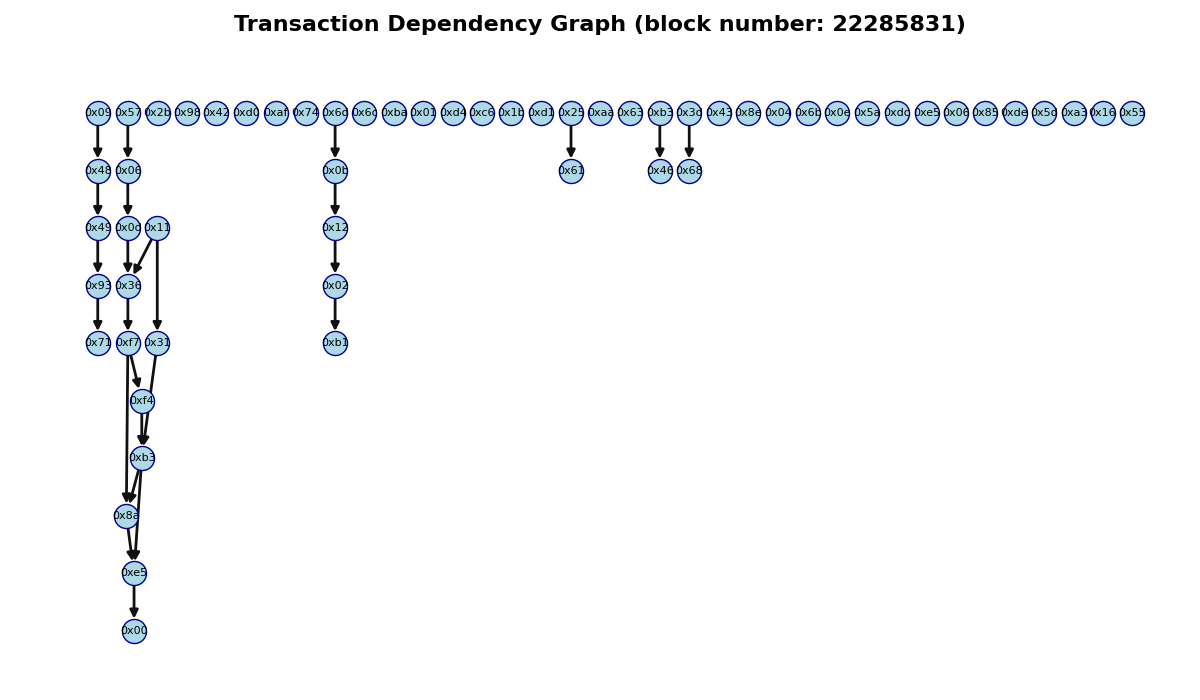 Transaction Dependency Graph (block number: 22285831)
0x09 0x57 0x2b 0x98 0x42 0xd0 0xaf 0x74 0x6d 0x6c 0xba 0x01 0xd4 0xc6 0x1b 0xd1 0x25 0xaa 0x63 0xb3 0x3d 0x43 0x8e 0x04 0x6b 0x0e 0x5a 0xdc 0xe5 0x06 0x85 0xde 0x5d 0xa3 0x16 0x55
0x48 0x06 0x0b 0x61 0x46 0x68
0x49 0x0d 0x11 0x12
0x93 0x36 0x02
0x71 0xf7 0x31 0xb1
0xf4
0xb3
0x8a
0xe5
0x00